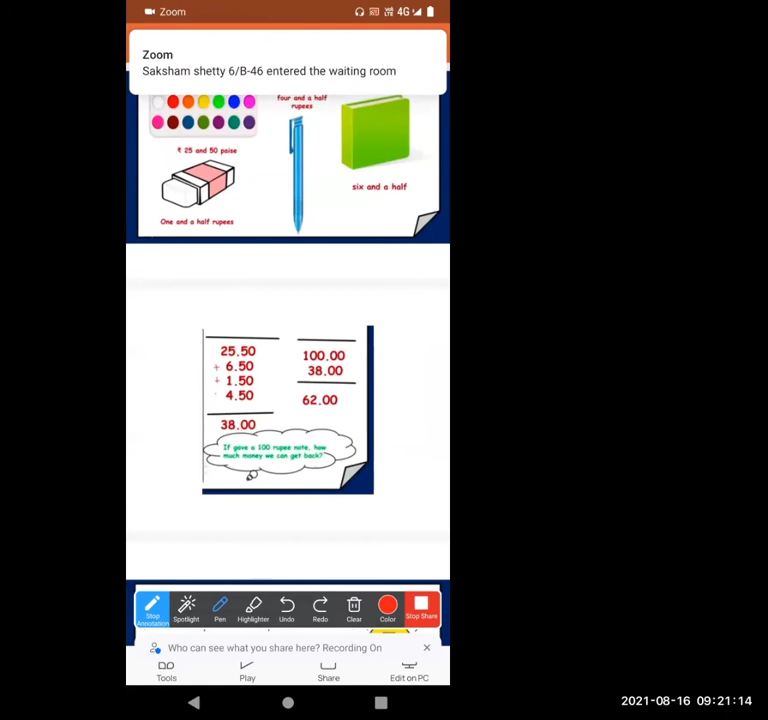 Zoom
4G
Zoom
Saksham shetty 6/B-46 entered the waiting room
four and a half
rupees
₹ 25 and 50 paise
six and a half
One and a half rupees
25.50
+ 6.50
+ 1.50
4.50
38.00
100.00
38.00
62.00
If gave a 100 rupee note, how
much money we can get back?
Stop
Annotation
Spotlight
Pen
Highlighter
Undo
Redo
Clear
Color
Stop Share
Who can see what you share here? Recording On
Tools
Play
Share
Edit on PC
2021-08-16 09:21:14